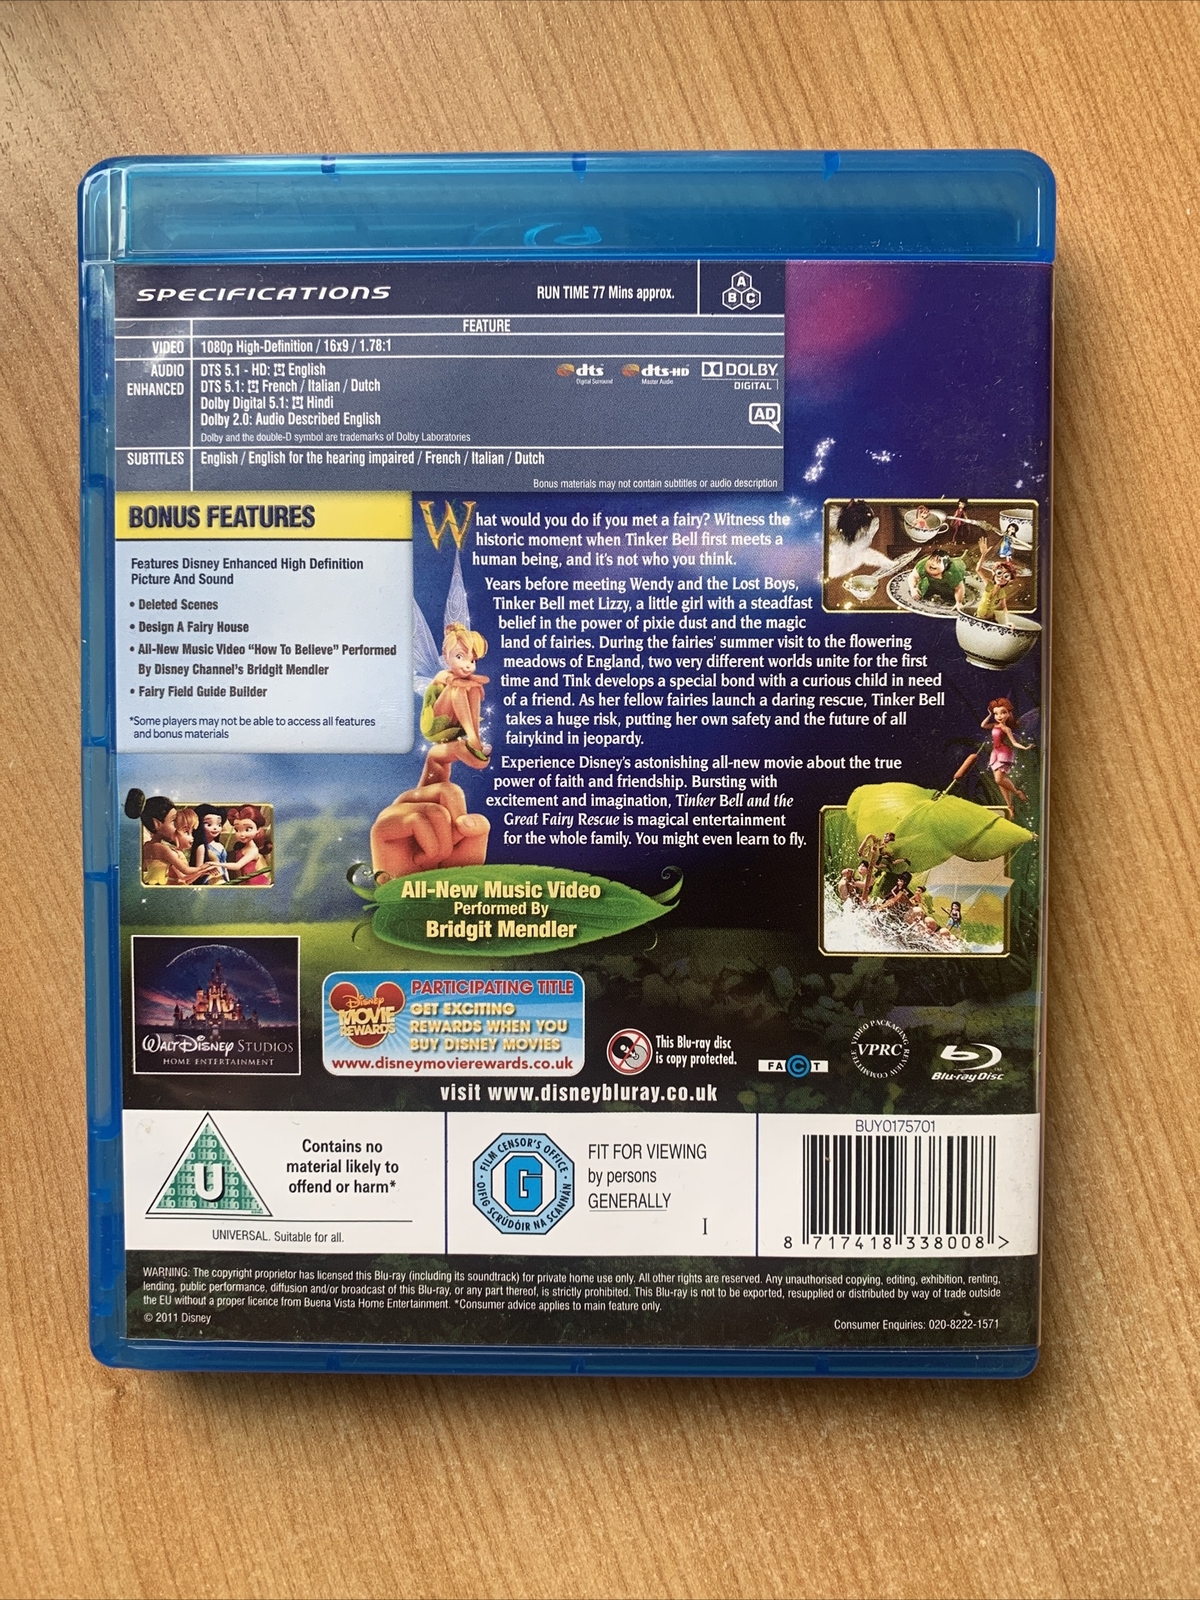 SPECIFICATIONS
RUN TIME 77 Mins approx.
A
B C
FEATURE
VIDEO
1080p High-Definition / 16x9 / 1.78:1
AUDIO
ENHANCED
DTS 5.1 - HD: English
DTS 5.1: French / Italian / Dutch
Dolby Digital 5.1: Hindi
Dolby 2.0: Audio Described English
Dolby and the double-D symbol are trademarks of Dolby Laboratories
dts
Digital Surround
dts-HD
Master Audio
DOLBY
DIGITAL
AD
SUBTITLES
English / English for the hearing impaired / French / Italian / Dutch
Bonus materials may not contain subtitles or audio description
BONUS FEATURES
Features Disney Enhanced High Definition
Picture And Sound
• Deleted Scenes
• Design A Fairy House
• All-New Music Video “How To Believe” Performed
By Disney Channel's Bridgit Mendler
• Fairy Field Guide Builder
*Some players may not be able to access all features
and bonus materials
What would you do if you met a fairy? Witness the
historic moment when Tinker Bell first meets a
human being, and it's not who you think.
Years before meeting Wendy and the Lost Boys,
Tinker Bell met Lizzy, a little girl with a steadfast
belief in the power of pixie dust and the magic
land of fairies. During the fairies' summer visit to the flowering
meadows of England, two very different worlds unite for the first
time and Tink develops a special bond with a curious child in need
of a friend. As her fellow fairies launch a daring rescue, Tinker Bell
takes a huge risk, putting her own safety and the future of all
fairykind in jeopardy.
Experience Disney's astonishing all-new movie about the true
power of faith and friendship. Bursting with
excitement and imagination, Tinker Bell and the
Great Fairy Rescue is magical entertainment
for the whole family. You might even learn to fly.
All-New Music Video
Performed By
Bridgit Mendler
WALT DISNEY STUDIOS
HOME ENTERTAINMENT
Disney
MOVIE
REWARDS
PARTICIPATING TITLE
GET EXCITING
REWARDS WHEN YOU
BUY DISNEY MOVIES
www.disneymovierewards.co.uk
This Blu-ray disc
is copy protected.
FACT
VIDEO PACKAGING REVIEW COMMITTEE
VPRC
Blu-ray Disc
visit www.disneybluray.co.uk
U
Contains no
material likely to
offend or harm*
UNIVERSAL. Suitable for all.
FILM CENSOR'S OFFICE
G
OIFIG SCRÚDÓIR NA SCANNÁN
FIT FOR VIEWING
by persons
GENERALLY
I
BUY0175701
8 717418 338008 >
WARNING: The copyright proprietor has licensed this Blu-ray (including its soundtrack) for private home use only. All other rights are reserved. Any unauthorised copying, editing, exhibition, renting,
lending, public performance, diffusion and/or broadcast of this Blu-ray, or any part thereof, is strictly prohibited. This Blu-ray is not to be exported, resupplied or distributed by way of trade outside
the EU without a proper licence from Buena Vista Home Entertainment. *Consumer advice applies to main feature only.
© 2011 Disney
Consumer Enquiries: 020-8222-1571